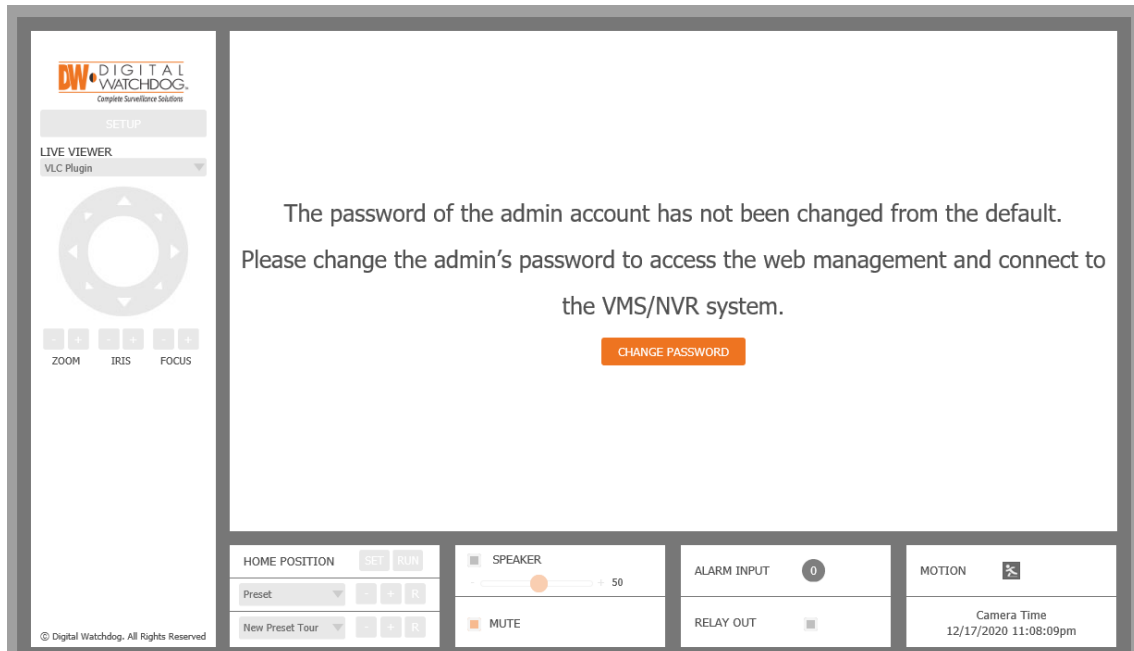 DW DIGITAL
WATCHDOG.
Complete Surveillance Solutions
SETUP
LIVE VIEWER
VLC Plugin
- + - + - +
ZOOM IRIS FOCUS
© Digital Watchdog. All Rights Reserved
The password of the admin account has not been changed from the default.
Please change the admin’s password to access the web management and connect to
the VMS/NVR system.
CHANGE PASSWORD
HOME POSITION SET RUN
Preset - + R
New Preset Tour - + R
SPEAKER
- + 50
MUTE
ALARM INPUT 0
RELAY OUT
MOTION
Camera Time
12/17/2020 11:08:09pm